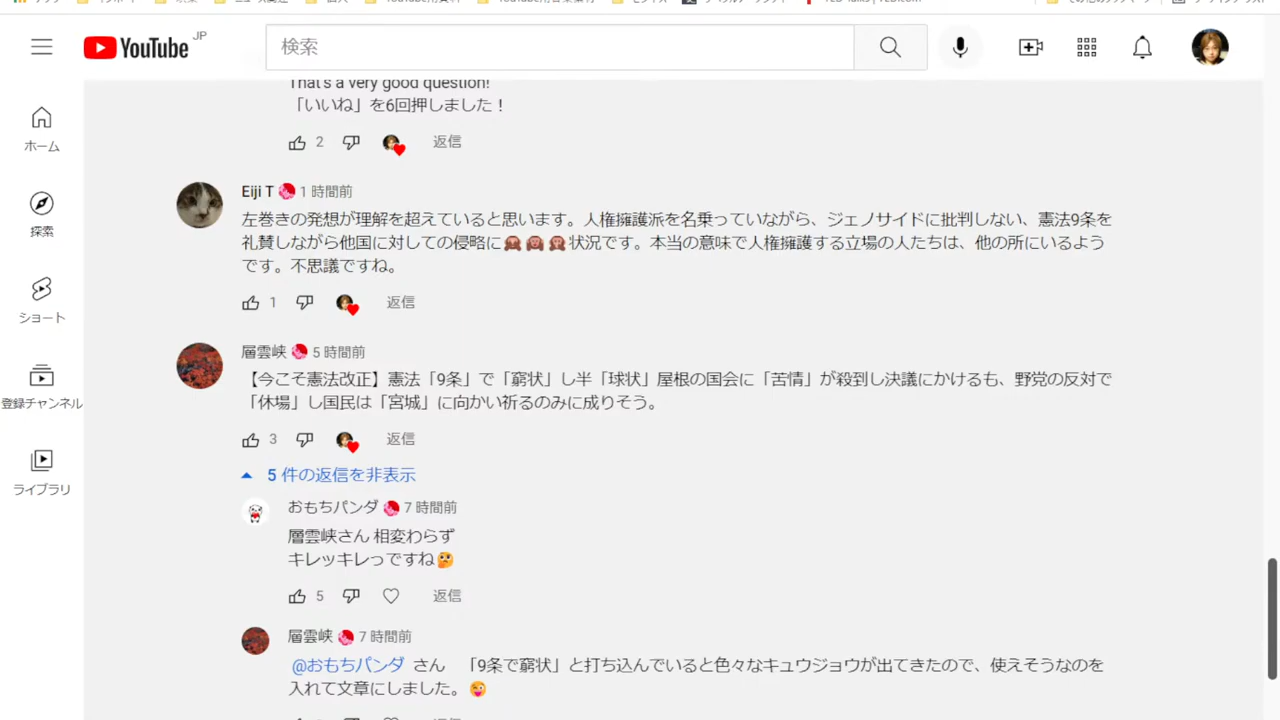 YouTube JP
検索
That's a very good question!
「いいね」を6回押しました！
2 返信
ホーム
Eiji T 1 時間前
左巻きの発想が理解を超えていると思います。人権擁護派を名乗っていながら、ジェノサイドに批判しない、憲法9条を
礼賛しながら他国に対しての侵略に🙈🙉🙊状況です。本当の意味で人権擁護する立場の人たちは、他の所にいるよう
です。不思議ですね。
探索
1 返信
ショート
層雲峡 5 時間前
【今こそ憲法改正】憲法「9条」で「窮状」し半「球状」屋根の国会に「苦情」が殺到し決議にかけるも、野党の反対で
「休場」し国民は「宮城」に向かい祈るのみに成りそう。
登録チャンネル
3 返信
5 件の返信を非表示
ライブラリ
おもちパンダ 7 時間前
層雲峡さん 相変わらず
キレッキレっですね🤔
5 返信
層雲峡 7 時間前
@おもちパンダ さん 「9条で窮状」と打ち込んでいると色々なキュウジョウが出てきたので、使えそうなのを
入れて文章にしました。😜